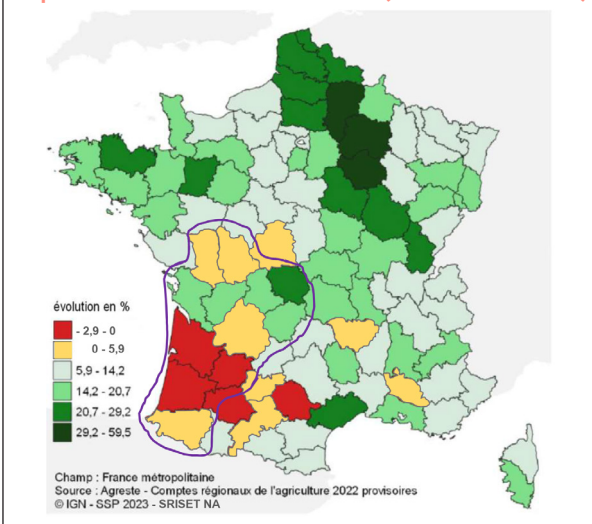 évolution en %
- 2,9 - 0
0 - 5,9
5,9 - 14,2
14,2 - 20,7
20,7 - 29,2
29,2 - 59,5
Champ : France métropolitaine
Source : Agreste - Comptes régionaux de l'agriculture 2022 provisoires
© IGN - SSP 2023 - SRISET NA